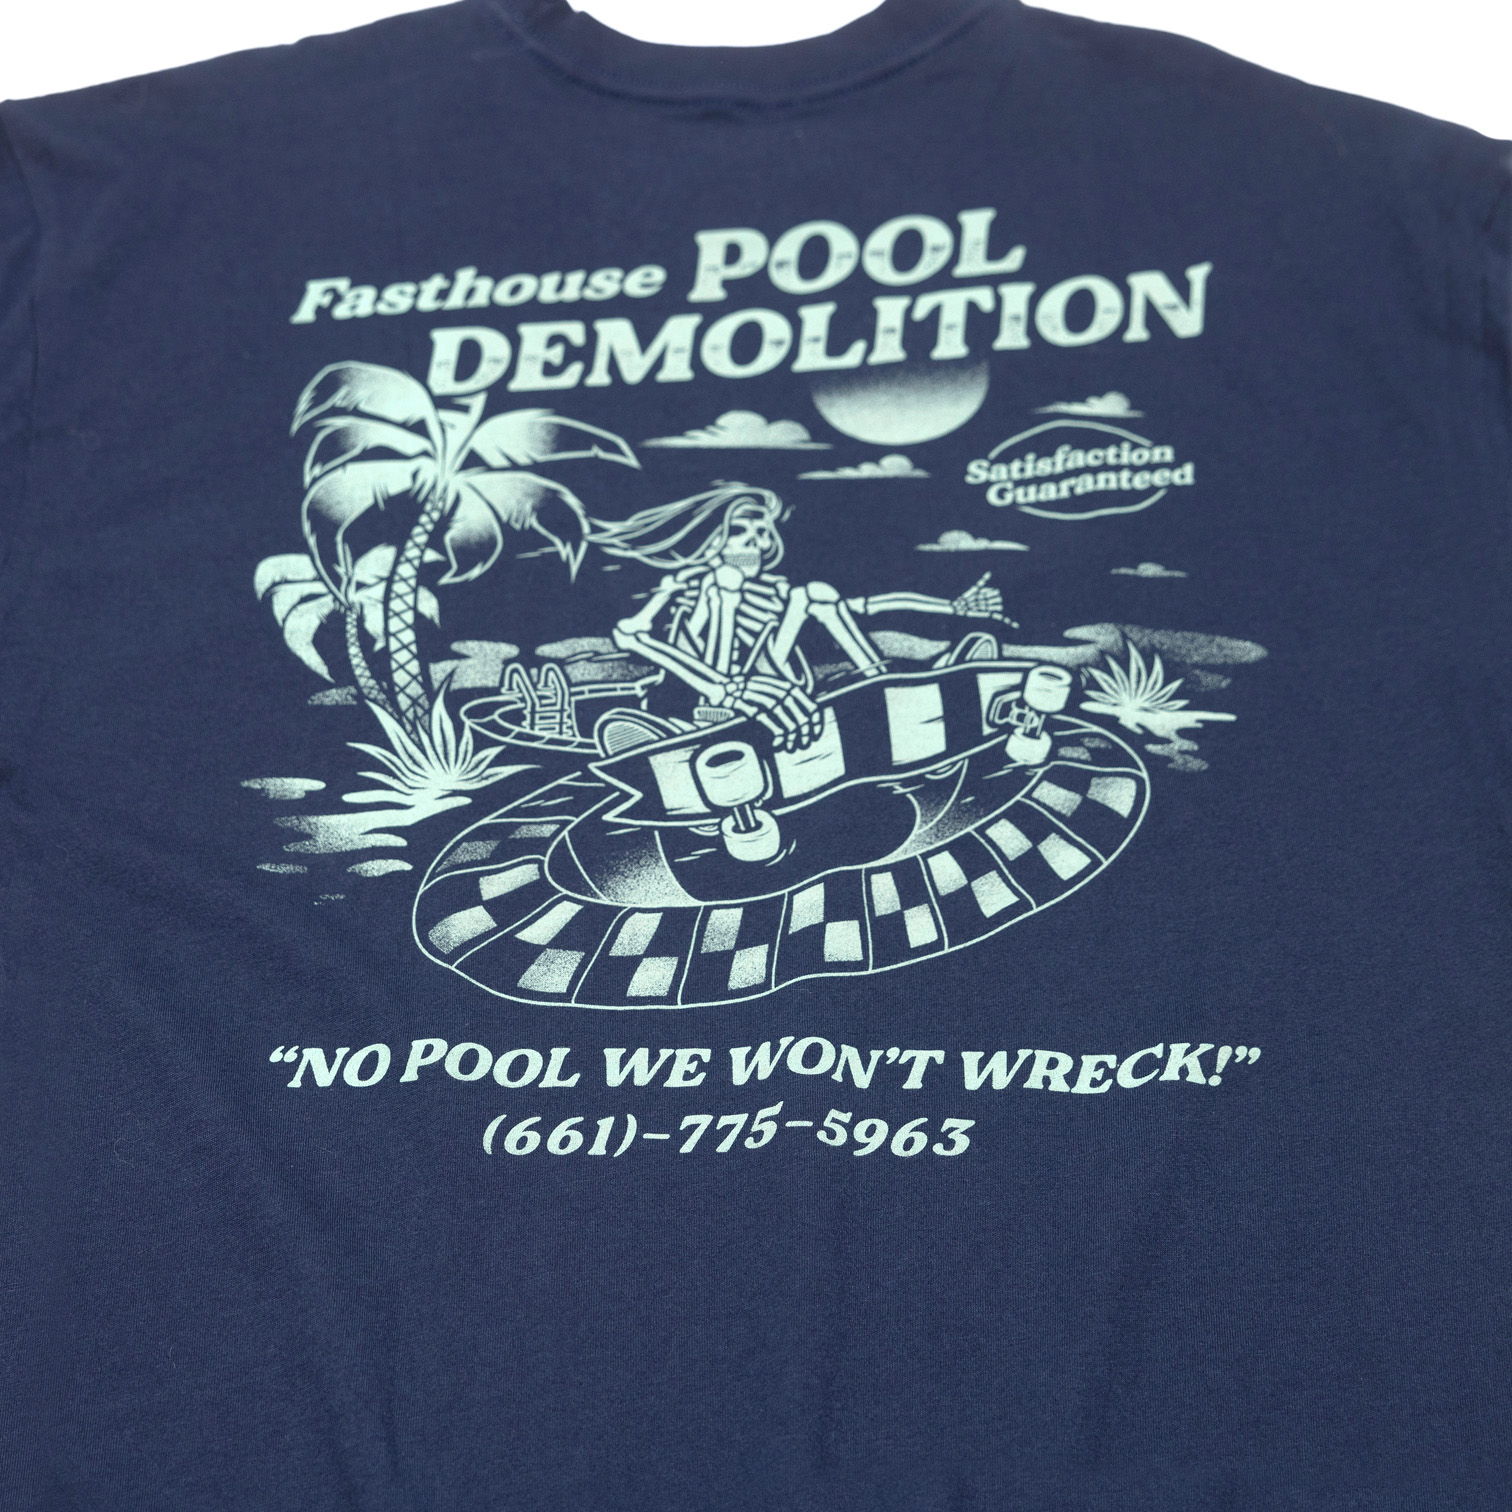 Fasthouse POOL
DEMOLITION
Satisfaction
Guaranteed
“NO POOL WE WON’T WRECK!”
(661)-775-5963